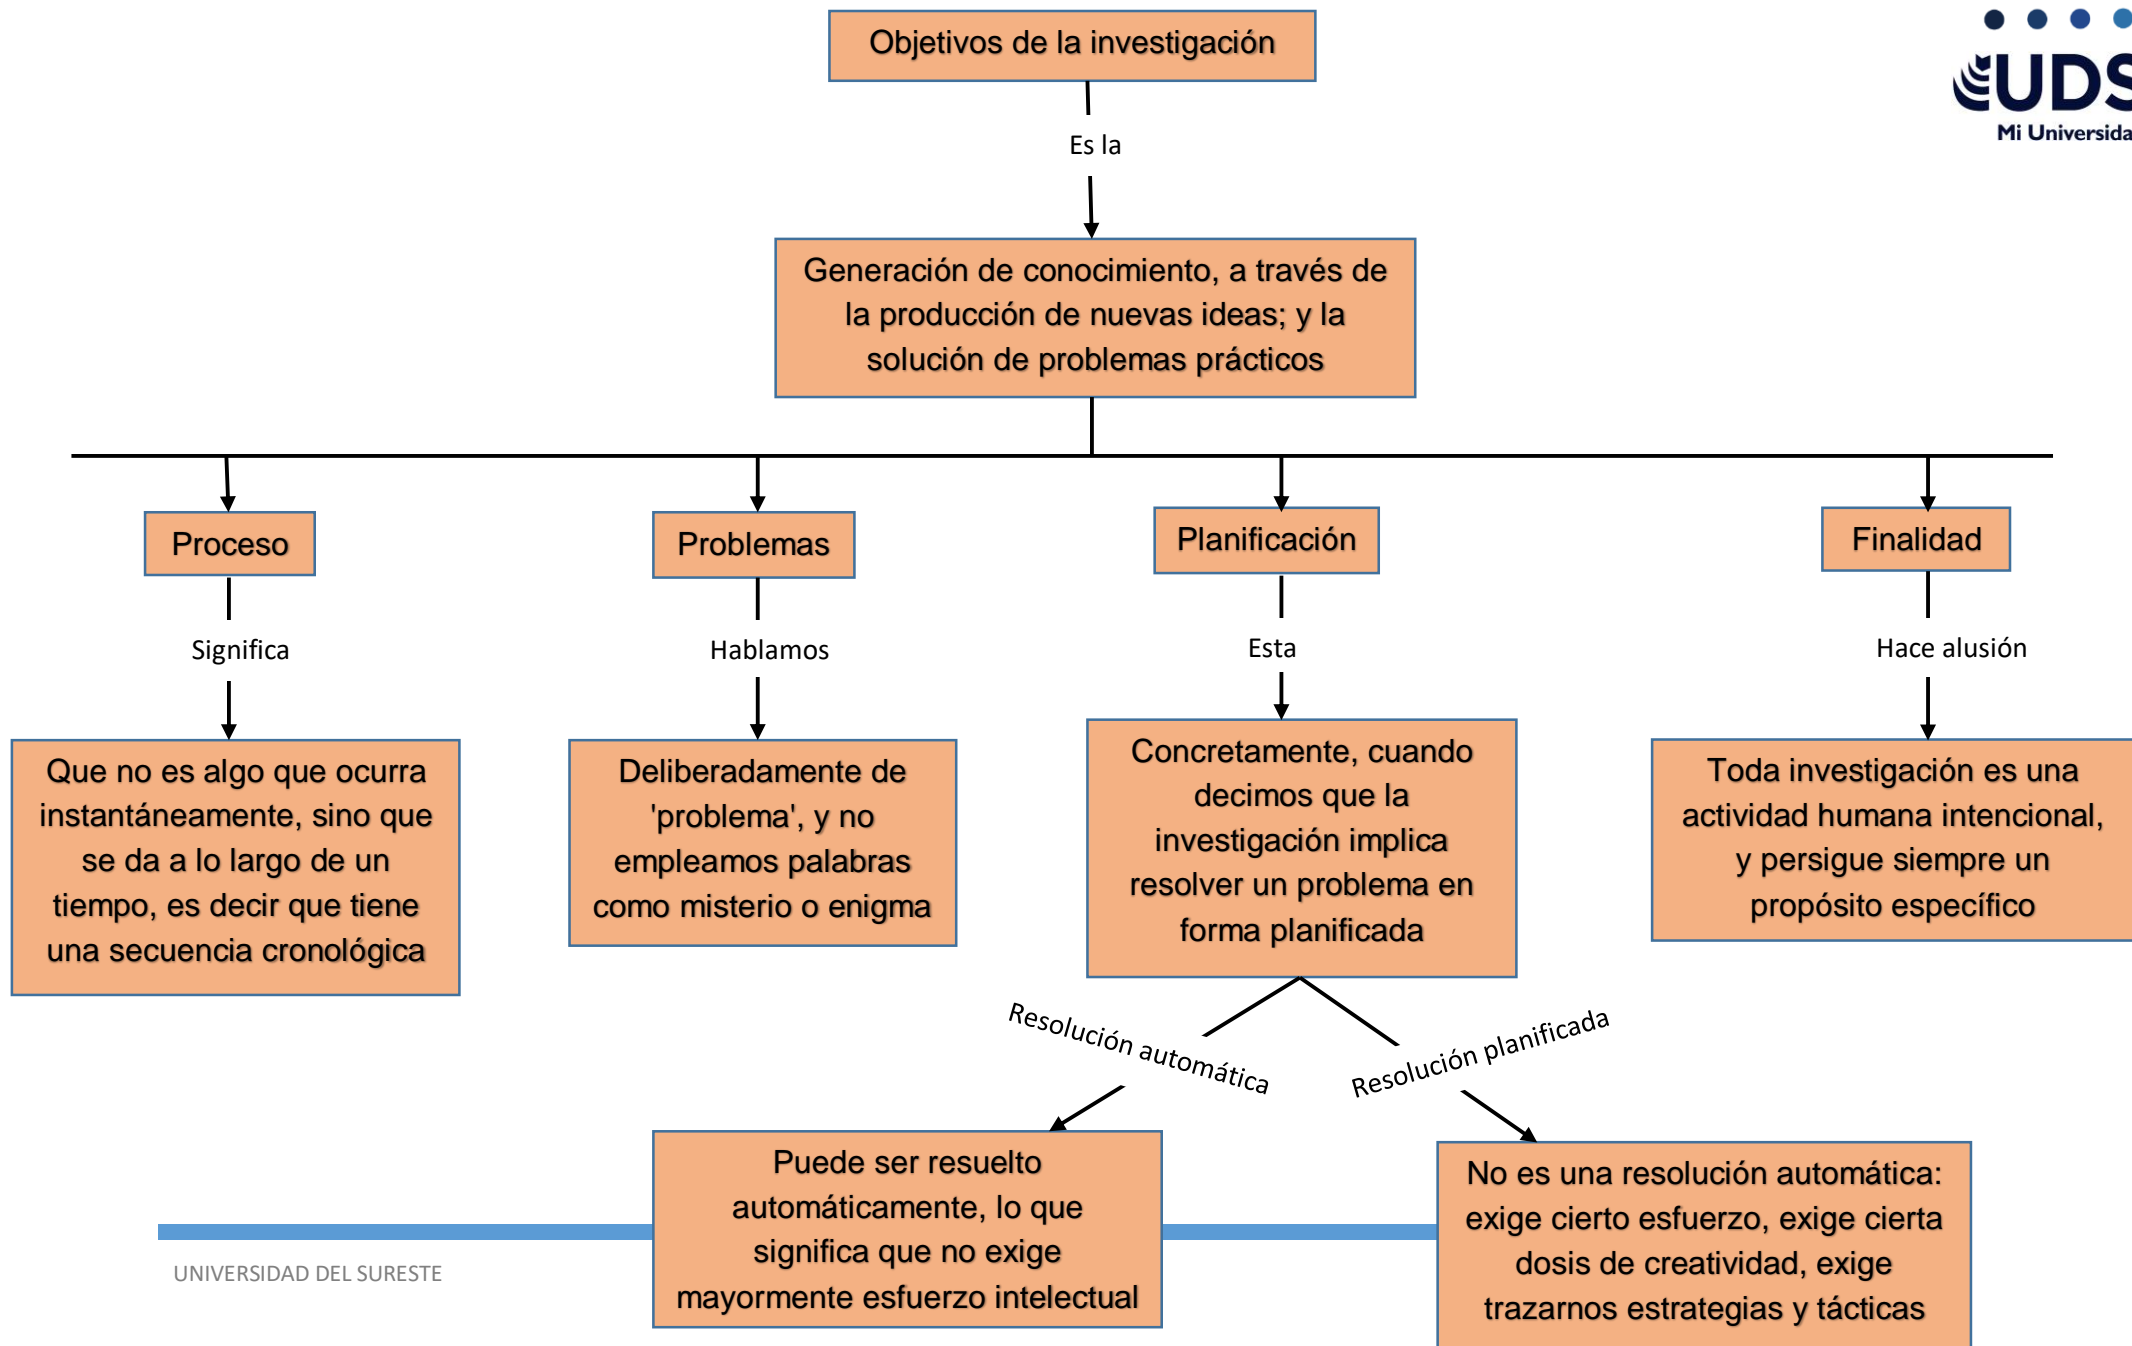 Objetivos de la investigación
UDS
Mi Universida
Es la
Generación de conocimiento, a través de
la producción de nuevas ideas; y la
solución de problemas prácticos
Proceso
Problemas
Planificación
Finalidad
Significa
Hablamos
Esta
Hace alusión
Que no es algo que ocurra
instantáneamente, sino que
se da a lo largo de un
tiempo, es decir que tiene
una secuencia cronológica
Deliberadamente de
'problema', y no
empleamos palabras
como misterio o enigma
Concretamente, cuando
decimos que la
investigación implica
resolver un problema en
forma planificada
Toda investigación es una
actividad humana intencional,
y persigue siempre un
propósito específico
Resolución automática
Resolución planificada
Puede ser resuelto
automáticamente, lo que
significa que no exige
mayormente esfuerzo intelectual
No es una resolución automática:
exige cierto esfuerzo, exige cierta
dosis de creatividad, exige
trazarnos estrategias y tácticas
UNIVERSIDAD DEL SURESTE